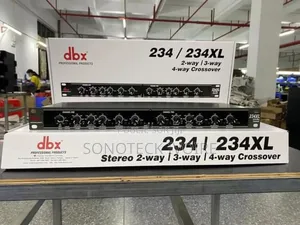 dbx
PROFESSIONAL PRODUCTS
234 / 234XL
2-way | 3-way
4-way Crossover
dbx
PROFESSIONAL PRODUCTS
SONOTECK
234 / 234XL
Stereo 2-way | 3-way | 4-way Crossover